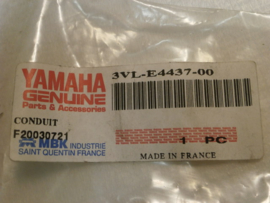 YAMAHA
GENUINE
Parts & Accessories
3VL-E4437-00
CONDUIT
F20030721
MBK INDUSTRIE
SAINT QUENTIN FRANCE
1 PC
MADE IN FRANCE